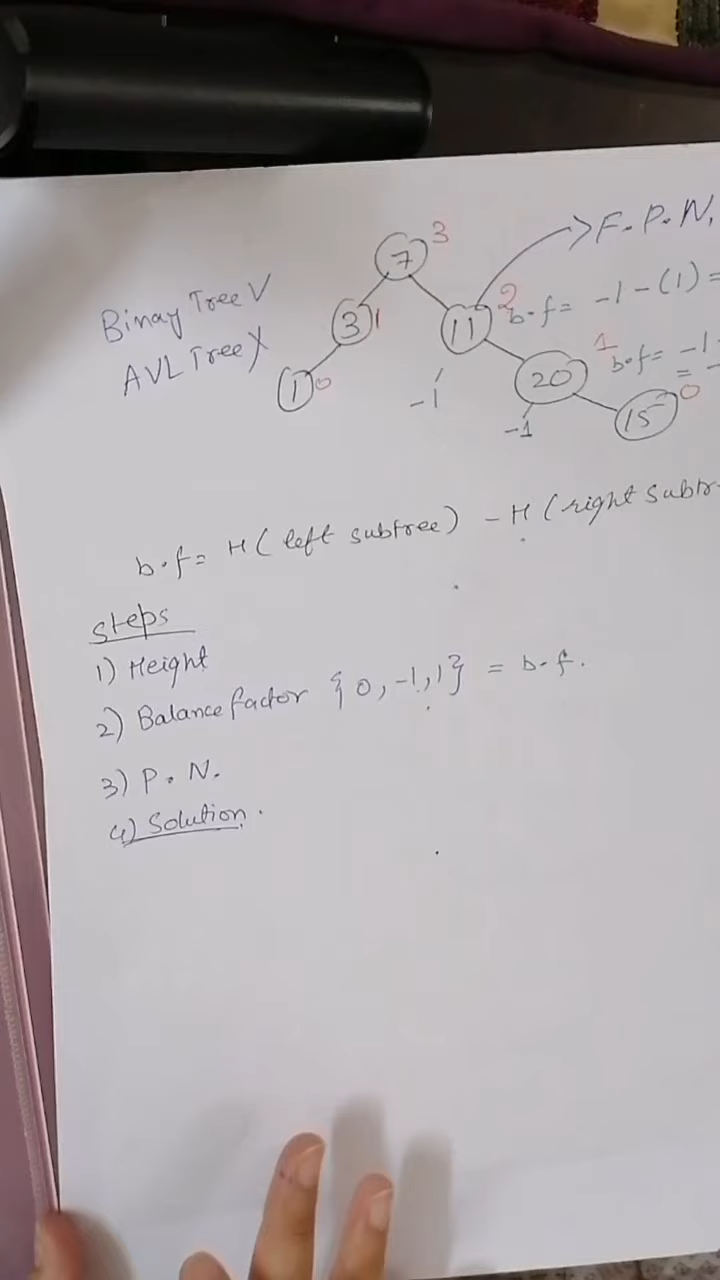 F.P.N.
3
7
Binay Tree V
2
b.f= -1-(1)=
3 1
11
AVL Tree X
1
b.f= -1-
= -
20
1 0
0
-1
15
-1
b.f= H( left subtree) - H (right subtr
Steps
1) Height
2) Balance factor {0,-1,1} = b.f.
3) P.N.
4) Solution.